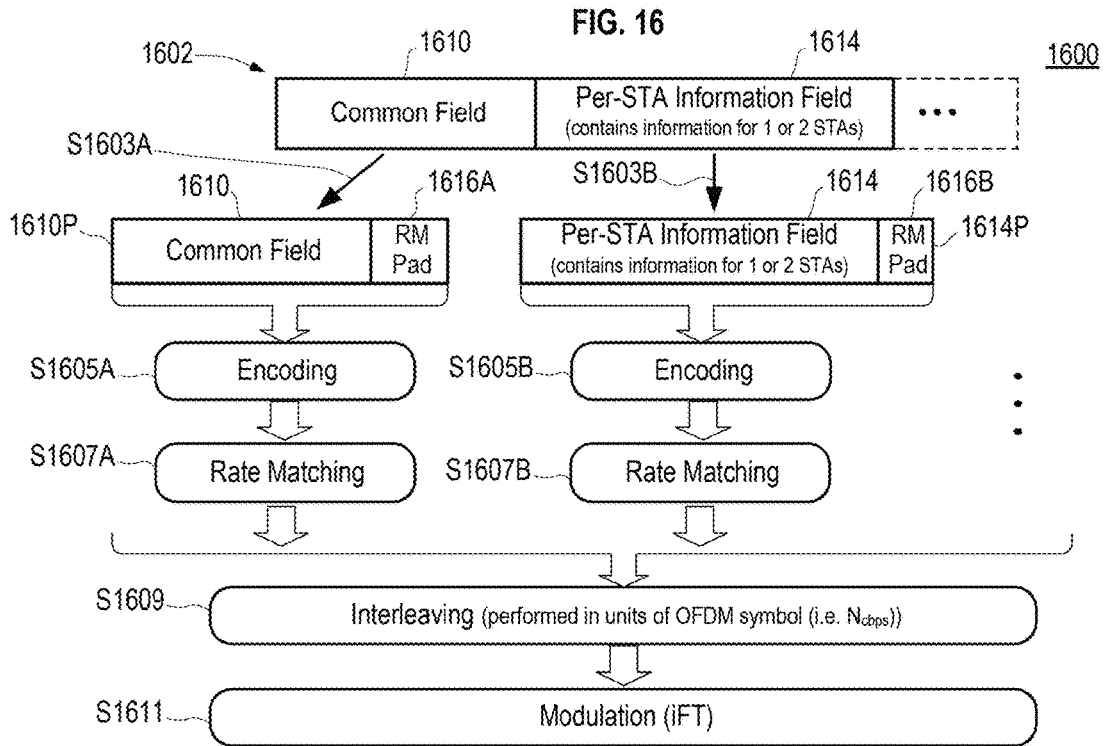 FIG. 16
1600
1602
1610
1614
Common Field
Per-STA Information Field
(contains information for 1 or 2 STAs)
S1603A
S1603B
1610
1616A
1614
1616B
1610P
Common Field
RM
Pad
Per-STA Information Field
(contains information for 1 or 2 STAs)
RM
Pad
1614P
S1605A
Encoding
S1605B
Encoding
S1607A
Rate Matching
S1607B
Rate Matching
S1609
Interleaving (performed in units of OFDM symbol (i.e. Ncbps))
S1611
Modulation (iFT)